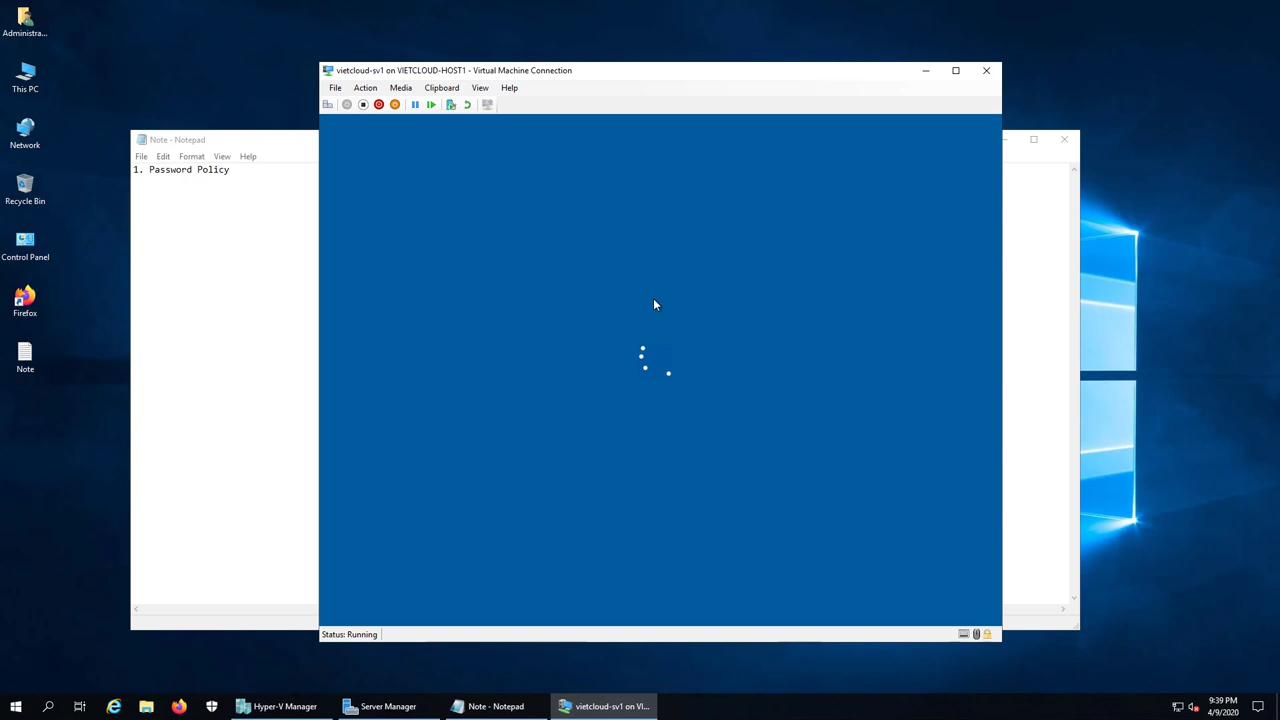 Administra...
This PC
Network
Recycle Bin
Control Panel
Firefox
Note
Note - Notepad
File Edit Format View Help
1. Password Policy
vietcloud-sv1 on VIETCLOUD-HOST1 - Virtual Machine Connection
File Action Media Clipboard View Help
Status: Running
Hyper-V Manager
Server Manager
Note - Notepad
vietcloud-sv1 on VI...
9:39 PM
4/9/2020